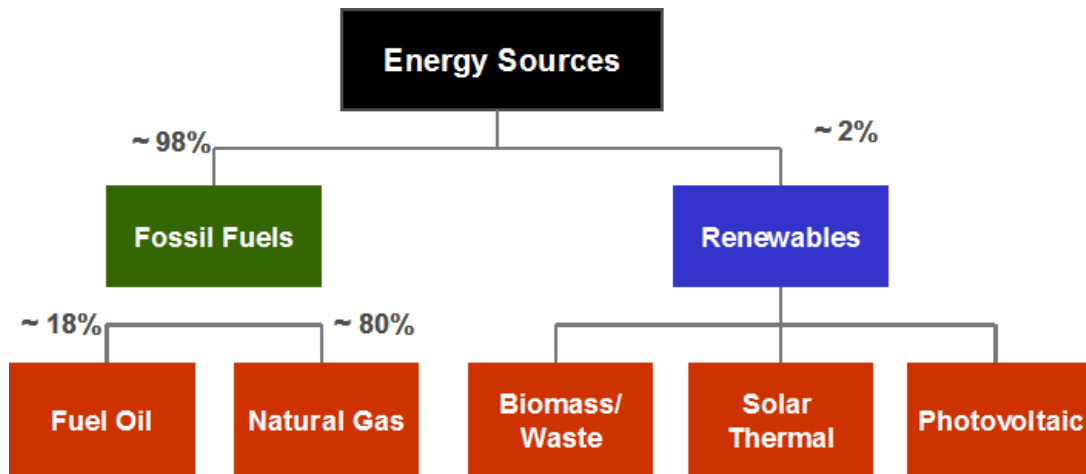 Energy Sources
~ 98%
~ 2%
Fossil Fuels
Renewables
~ 18%
~ 80%
Fuel Oil
Natural Gas
Biomass/
Waste
Solar
Thermal
Photovoltaic